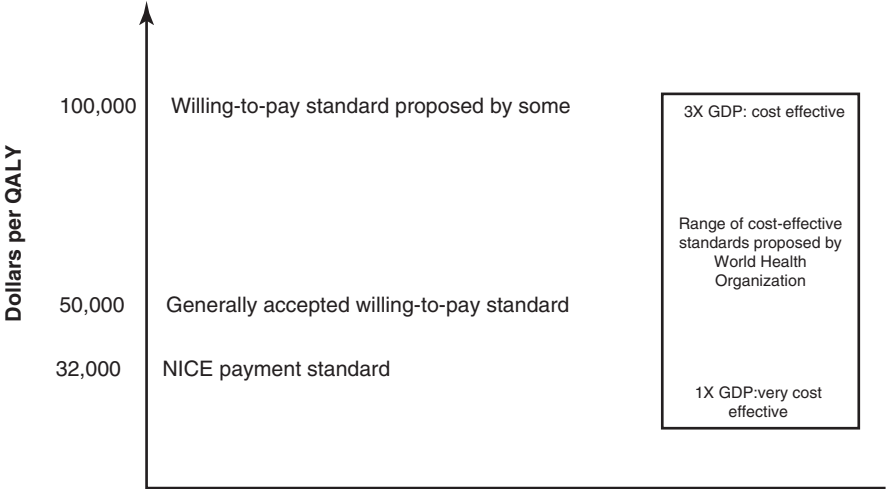 Dollars per QALY
100,000 Willing-to-pay standard proposed by some
50,000 Generally accepted willing-to-pay standard
32,000 NICE payment standard
3X GDP: cost effective
Range of cost-effective
standards proposed by
World Health
Organization
1X GDP:very cost
effective